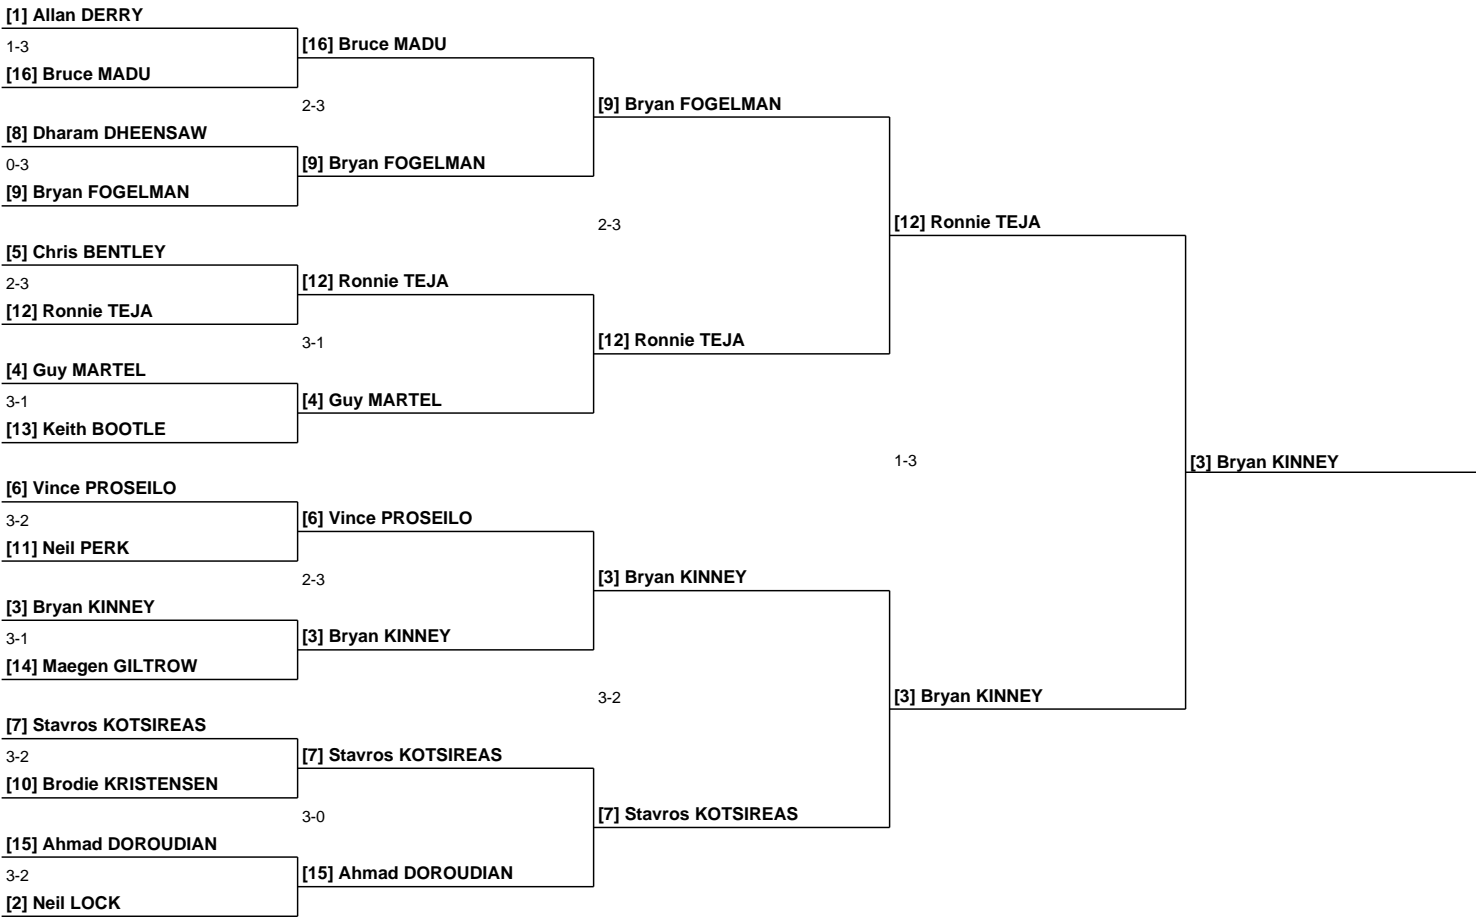 [1] Allan DERRY
1-3
[16] Bruce MADU
[16] Bruce MADU
2-3
[9] Bryan FOGELMAN
[8] Dharam DHEENSAW
0-3
[9] Bryan FOGELMAN
[9] Bryan FOGELMAN
2-3
[12] Ronnie TEJA
[5] Chris BENTLEY
2-3
[12] Ronnie TEJA
[12] Ronnie TEJA
3-1
[12] Ronnie TEJA
[4] Guy MARTEL
3-1
[4] Guy MARTEL
[13] Keith BOOTLE
1-3
[3] Bryan KINNEY
[6] Vince PROSEILO
3-2
[6] Vince PROSEILO
[11] Neil PERK
2-3
[3] Bryan KINNEY
[3] Bryan KINNEY
3-1
[3] Bryan KINNEY
[14] Maegen GILTROW
3-2
[3] Bryan KINNEY
[7] Stavros KOTSIREAS
3-2
[7] Stavros KOTSIREAS
[10] Brodie KRISTENSEN
3-0
[7] Stavros KOTSIREAS
[15] Ahmad DOROUDIAN
3-2
[15] Ahmad DOROUDIAN
[2] Neil LOCK